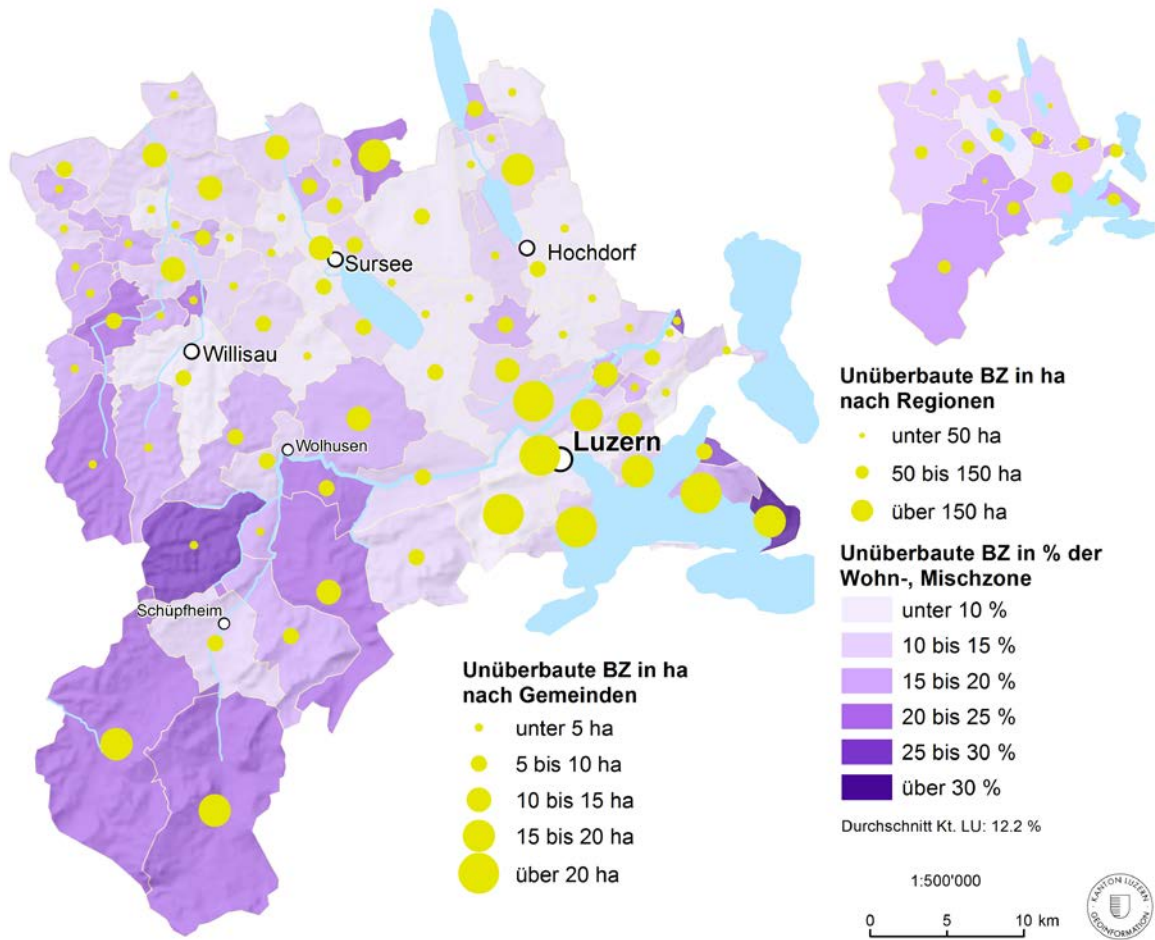 Hochdorf
Sursee
Willisau
Wolhusen
Luzern
Schüpfheim
Unüberbaute BZ in ha
nach Gemeinden
unter 5 ha
5 bis 10 ha
10 bis 15 ha
15 bis 20 ha
über 20 ha
Unüberbaute BZ in ha
nach Regionen
unter 50 ha
50 bis 150 ha
über 150 ha
Unüberbaute BZ in % der
Wohn-, Mischzone
unter 10 %
10 bis 15 %
15 bis 20 %
20 bis 25 %
25 bis 30 %
über 30 %
Durchschnitt Kt. LU: 12.2 %
1:500'000
0 5 10 km
KANTON LUZERN
GEOINFORMATION